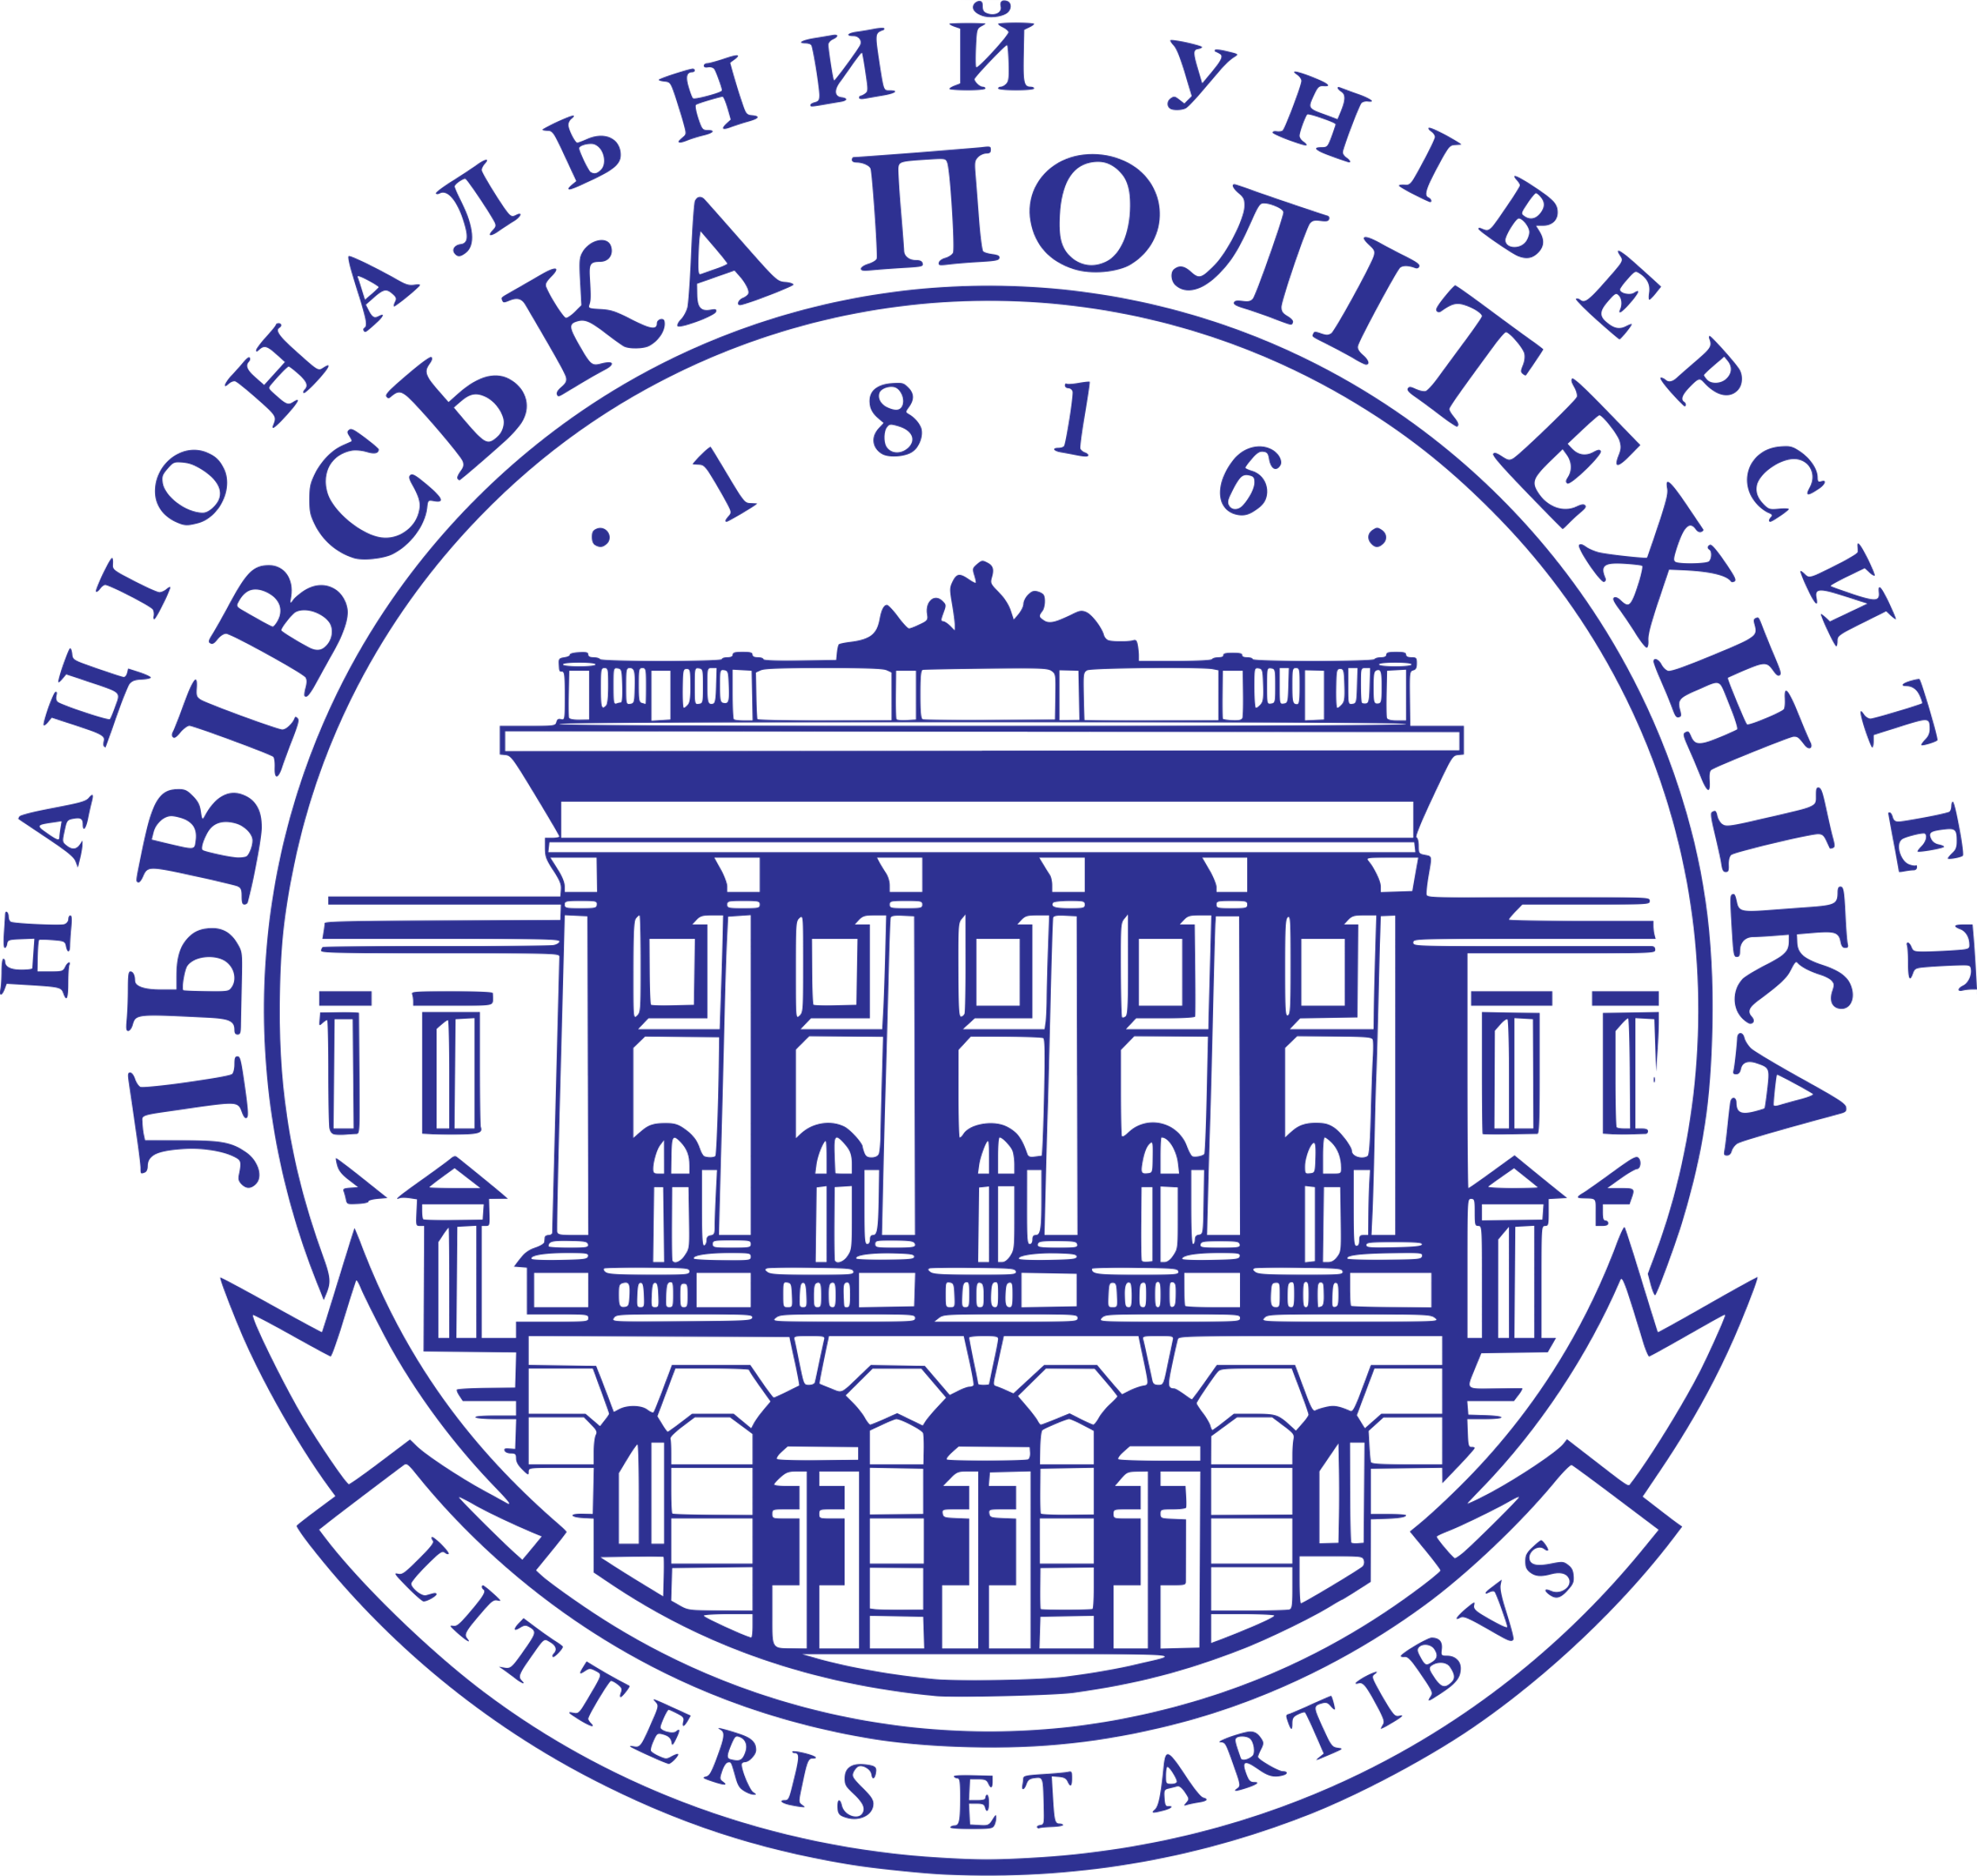 НАЦІОНАЛЬНИЙ УНІВЕРСИТЕТ
ЛЬВІВСЬКА ПОЛІТЕХНІКА
·1816·
LITTERIS ET ARTIBVS